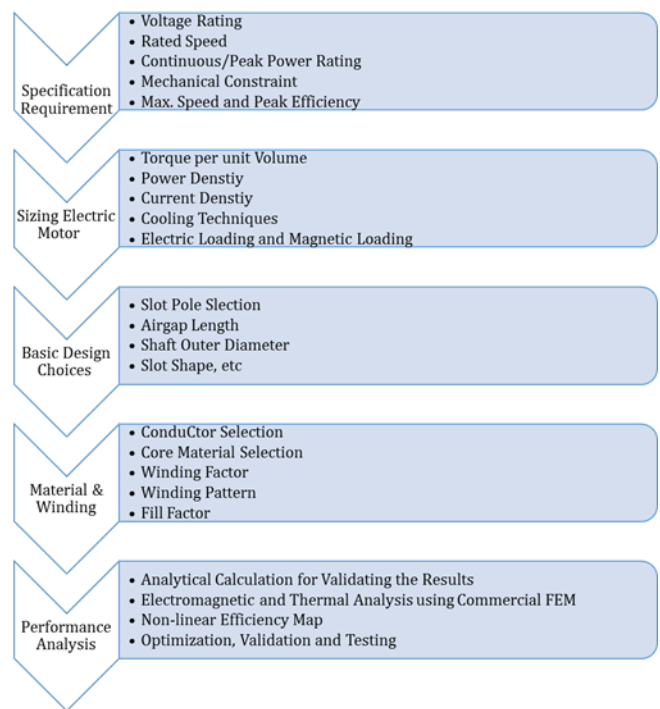 Specification
Requirement
• Voltage Rating
• Rated Speed
• Continuous/Peak Power Rating
• Mechanical Constraint
• Max. Speed and Peak Efficiency
Sizing Electric
Motor
• Torque per unit Volume
• Power Denstiy
• Current Denstiy
• Cooling Techniques
• Electric Loading and Magnetic Loading
Basic Design
Choices
• Slot Pole Slection
• Airgap Length
• Shaft Outer Diameter
• Slot Shape, etc
Material &
Winding
• ConduCtor Selection
• Core Material Selection
• Winding Factor
• Winding Pattern
• Fill Factor
Performance
Analysis
• Analytical Calculation for Validating the Results
• Electromagnetic and Thermal Analysis using Commercial FEM
• Non-linear Efficiency Map
• Optimization, Validation and Testing